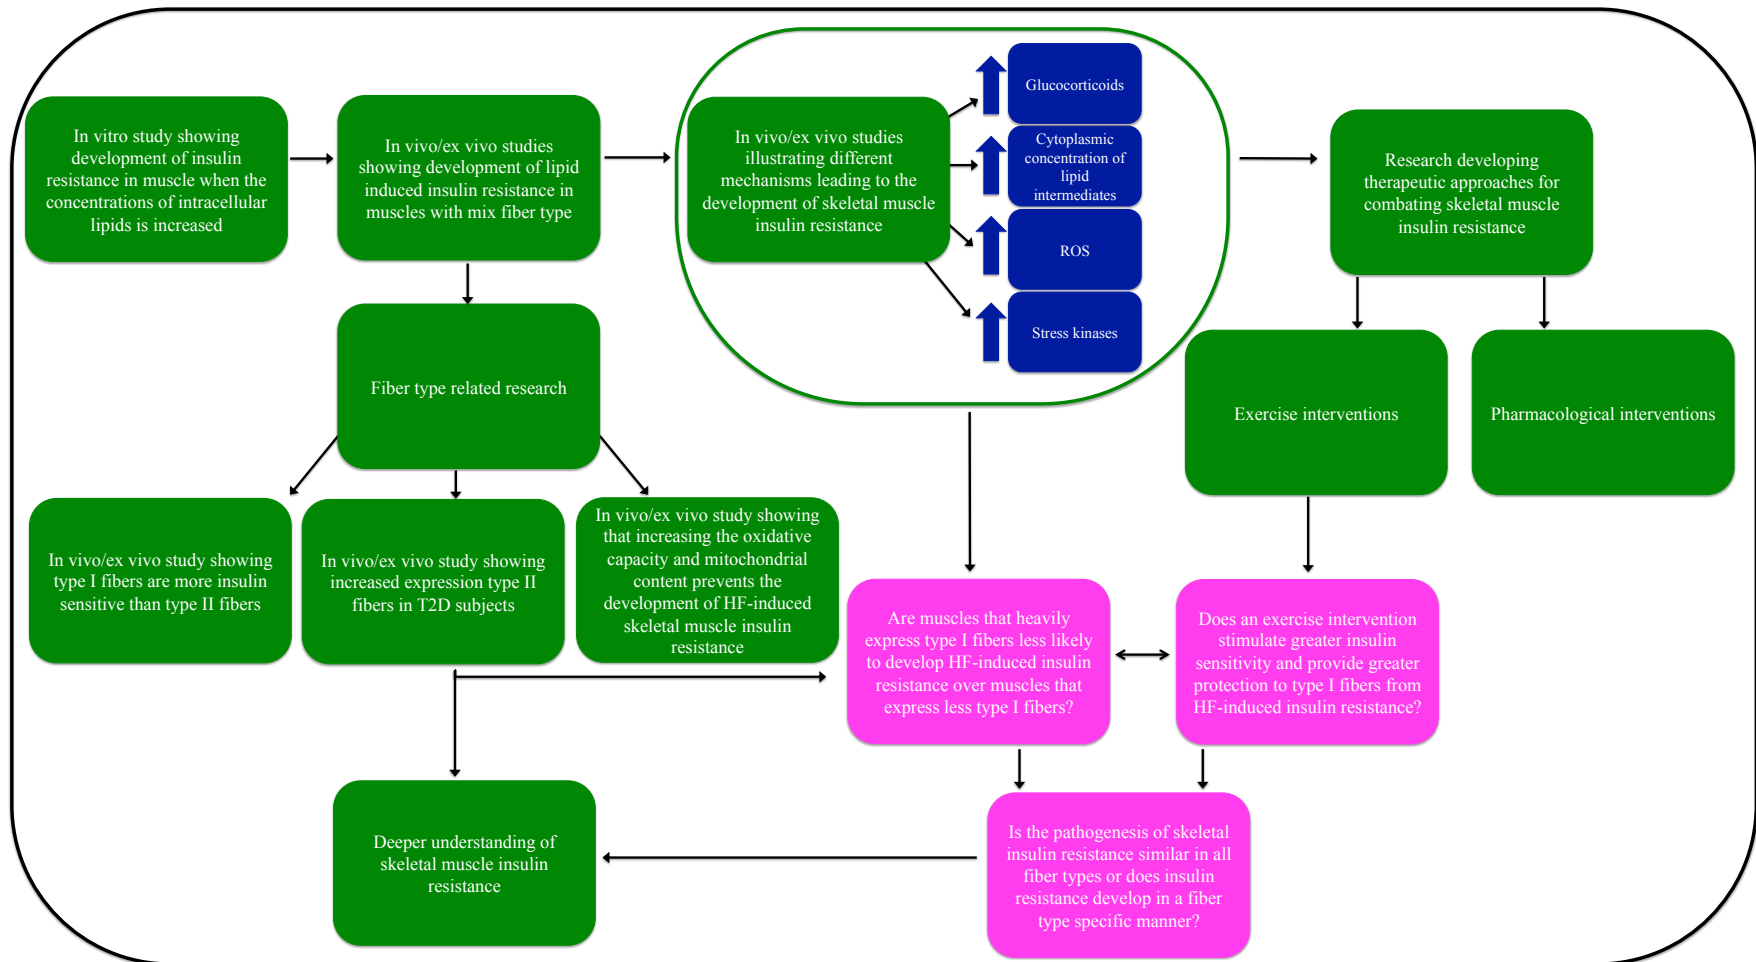 In vitro study showing
development of insulin
resistance in muscle when the
concentrations of intracellular
lipids is increased
In vivo/ex vivo studies
showing development of lipid
induced insulin resistance in
muscles with mix fiber type
In vivo/ex vivo studies
illustrating different
mechanisms leading to the
development of skeletal muscle
insulin resistance
Glucocorticoids
Cytoplasmic
concentration of
lipid
intermediates
ROS
Stress kinases
Research developing
therapeutic approaches for
combating skeletal muscle
insulin resistance
Fiber type related research
Exercise interventions
Pharmacological interventions
In vivo/ex vivo study showing
type I fibers are more insulin
sensitive than type II fibers
In vivo/ex vivo study showing
increased expression type II
fibers in T2D subjects
In vivo/ex vivo study showing
that increasing the oxidative
capacity and mitochondrial
content prevents the
development of HF-induced
skeletal muscle insulin
resistance
Are muscles that heavily
express type I fibers less likely
to develop HF-induced insulin
resistance over muscles that
express less type I fibers?
Does an exercise intervention
stimulate greater insulin
sensitivity and provide greater
protection to type I fibers from
HF-induced insulin resistance?
Deeper understanding of
skeletal muscle insulin
resistance
Is the pathogenesis of skeletal
insulin resistance similar in all
fiber types or does insulin
resistance develop in a fiber
type specific manner?